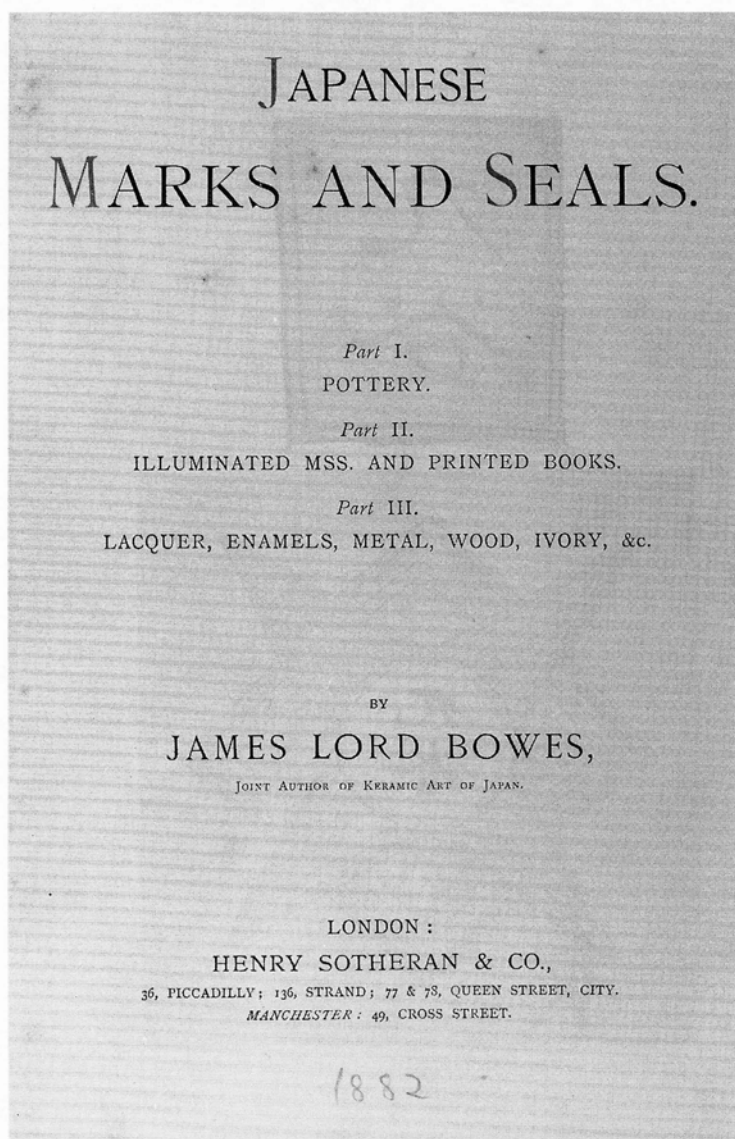 JAPANESE
MARKS AND SEALS.
Part I.
POTTERY.
Part II.
ILLUMINATED MSS. AND PRINTED BOOKS.
Part III.
LACQUER, ENAMELS, METAL, WOOD, IVORY, &c.
BY
JAMES LORD BOWES,
JOINT AUTHOR OF KERAMIC ART OF JAPAN.
LONDON :
HENRY SOTHERAN & CO.,
36, PICCADILLY; 136, STRAND; 77 & 78, QUEEN STREET, CITY.
MANCHESTER : 49, CROSS STREET.
1882